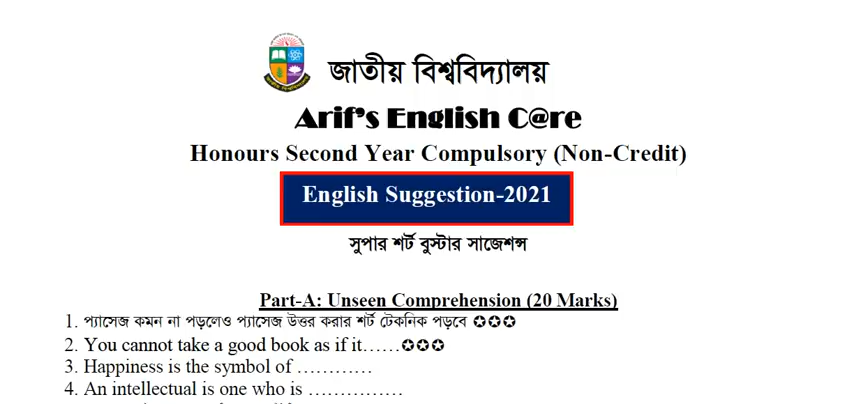 জাতীয় বিশ্ববিদ্যালয়
Arif's English C@re
Honours Second Year Compulsory (Non-Credit)
English Suggestion-2021
সুপার শর্ট বুস্টার সাজেশন্স
Part-A: Unseen Comprehension (20 Marks)
1. প্যাসেজ কমন না পড়লেও প্যাসেজ উত্তর করার শর্ট টেকনিক পড়বে ✪✪✪
2. You cannot take a good book as if it……✪✪✪
3. Happiness is the symbol of …………
4. An intellectual is one who is ……………